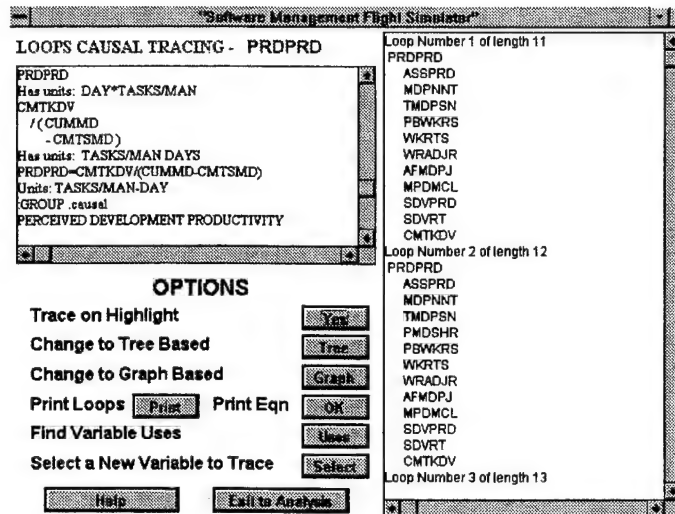 "Software Management Flight Simulator"
LOOPS CAUSAL TRACING - PRDPRD
PRDPRD
Has units: DAY*TASKS/MAN
CMTKDV
/(CUMMD
-CMTSMD)
Has units: TASKS/MAN DAYS
PRDPRD=CMTKDV/(CUMMD-CMTSMD)
Units: TASKS/MAN-DAY
:GROUP .causal
PERCEIVED DEVELOPMENT PRODUCTIVITY
OPTIONS
Trace on Highlight Yes
Change to Tree Based Tree
Change to Graph Based Graph
Print Loops Print Print Eqn OK
Find Variable Uses Uses
Select a New Variable to Trace Select
Help Exit to Analysis
Loop Number 1 of length 11
PRDPRD
ASSPRD
MDPNNT
TMDPSN
PBWKRS
WKRTS
WRADJR
AFMDPJ
MPDMCL
SDVPRD
SDVRT
CMTKDV
Loop Number 2 of length 12
PRDPRD
ASSPRD
MDPNNT
TMDPSN
PMDSHR
PBWKRS
WKRTS
WRADJR
AFMDPJ
MPDMCL
SDVPRD
SDVRT
CMTKDV
Loop Number 3 of length 13